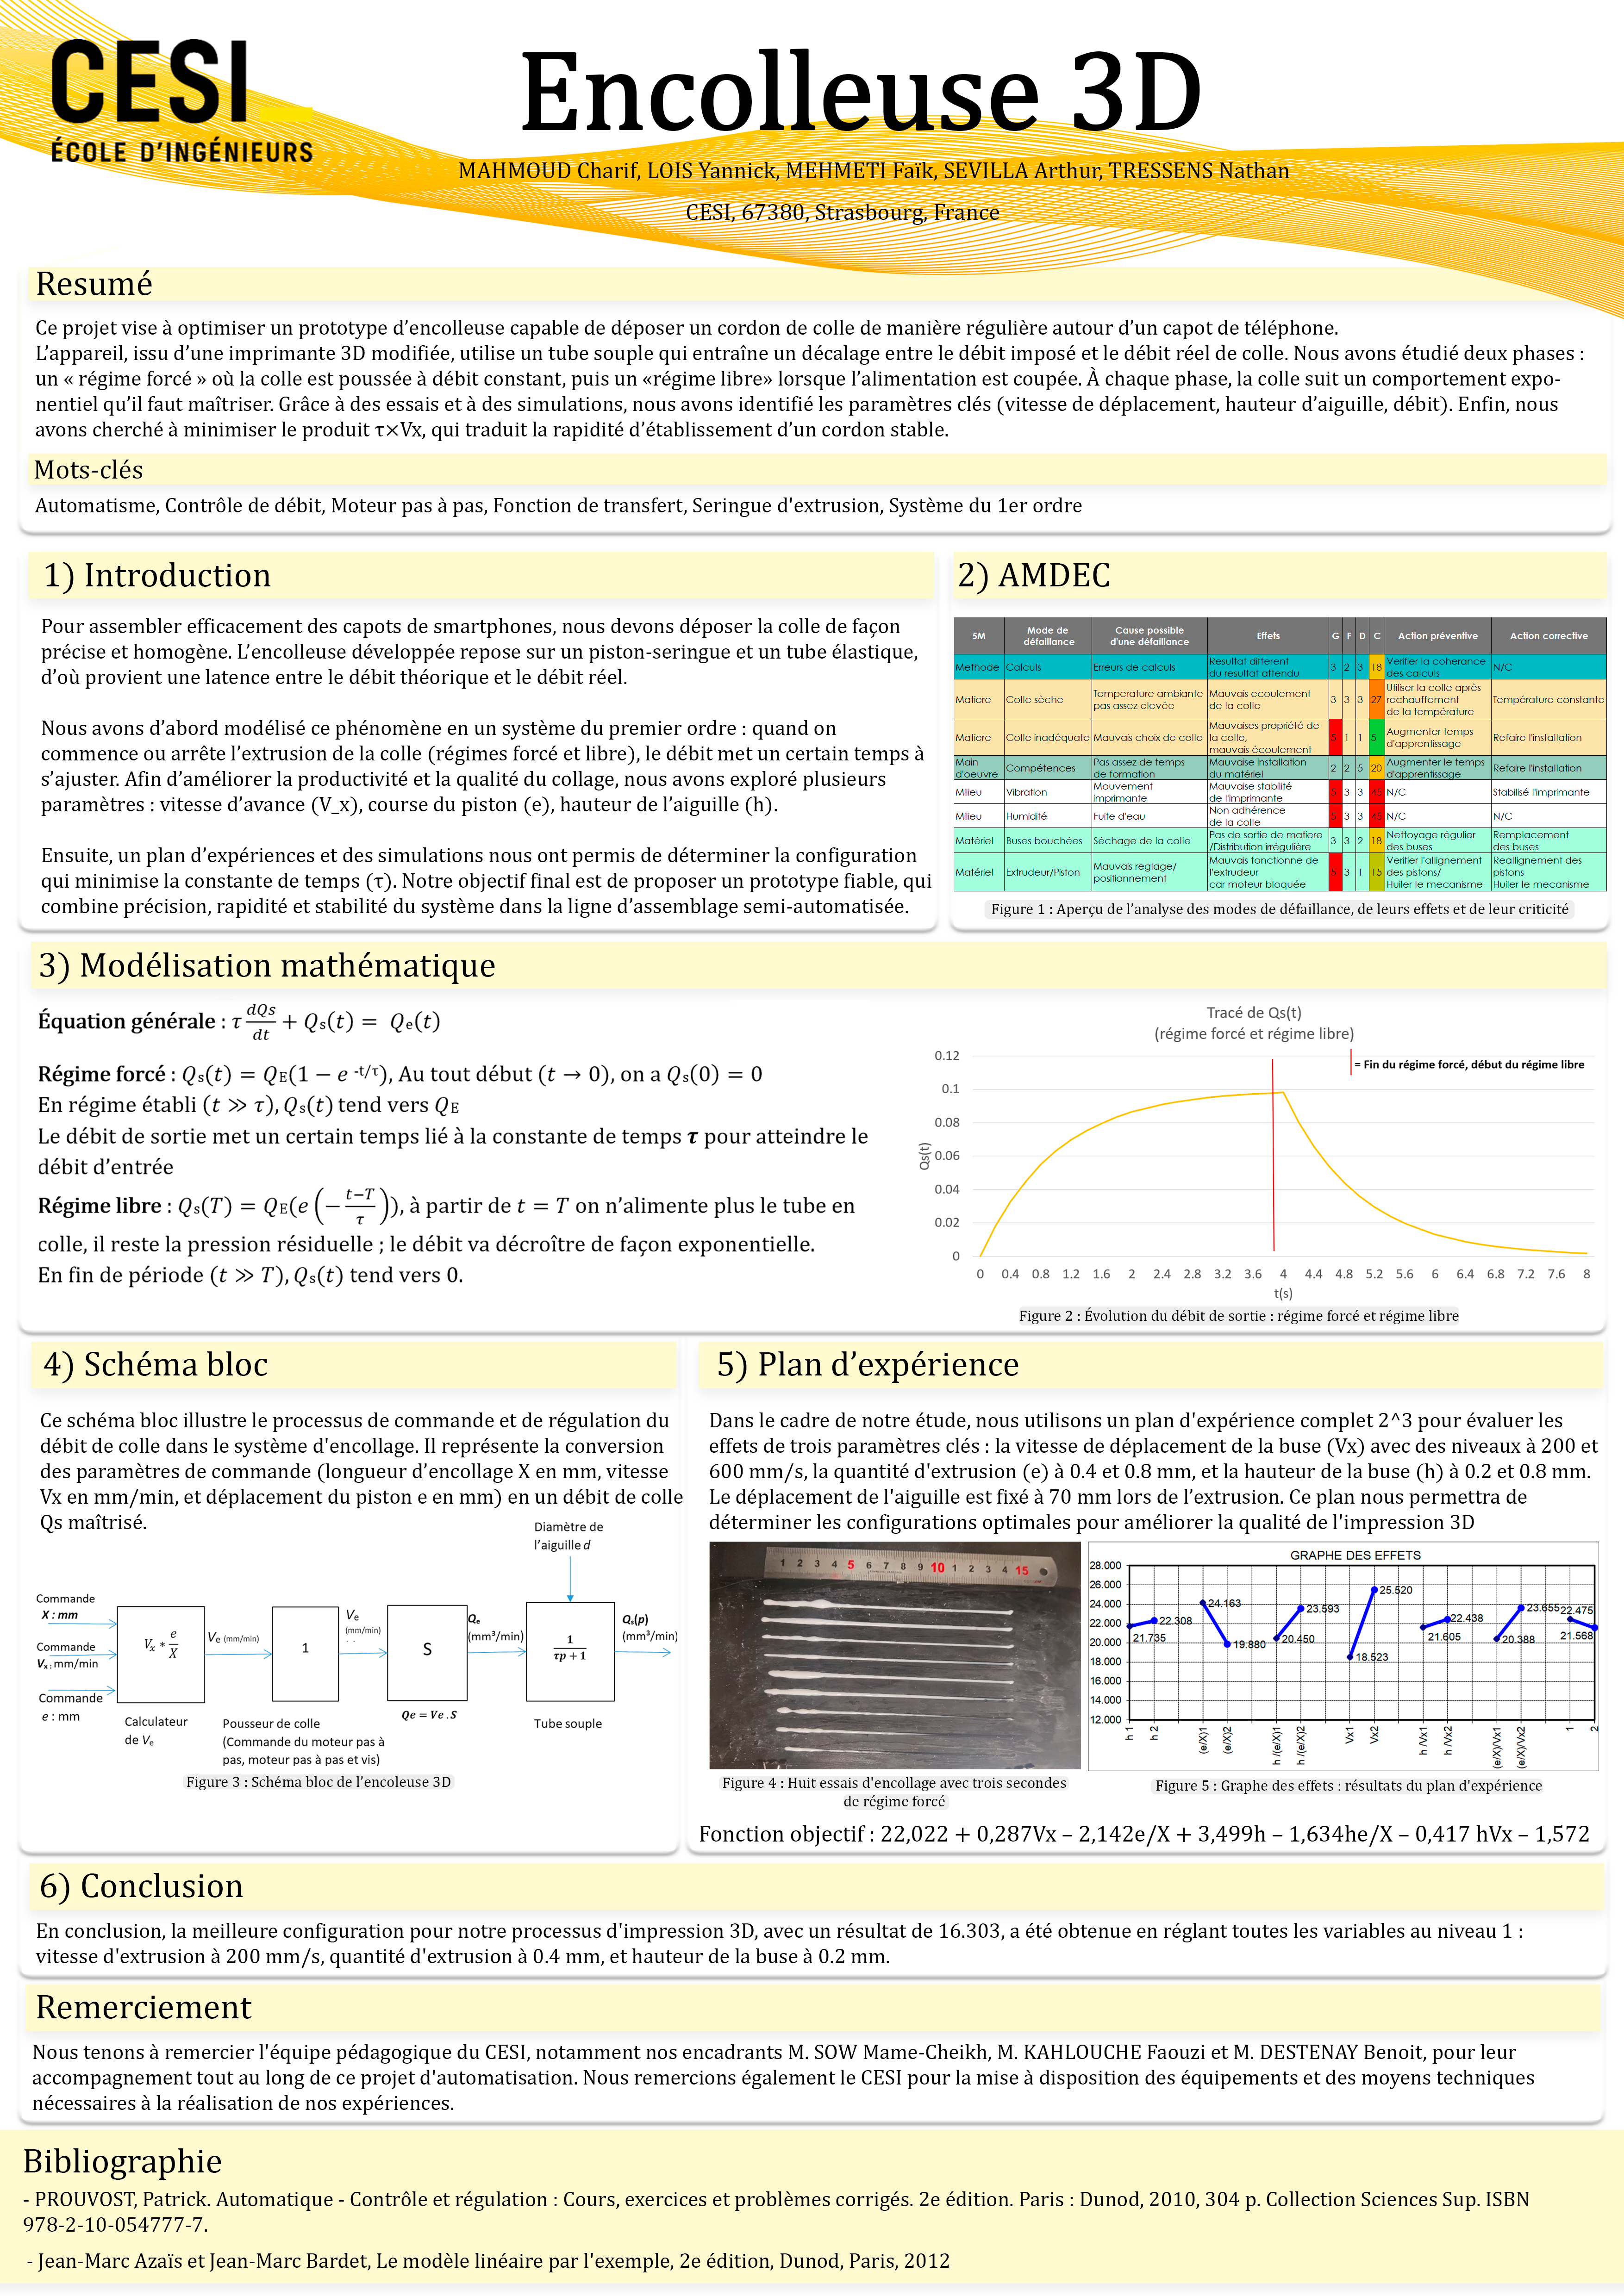 CESI
ÉCOLE D'INGÉNIEURS
Encolleuse 3D
MAHMOUD Charif, LOIS Yannick, MEHMETI Faïk, SEVILLA Arthur, TRESSENS Nathan
CESI, 67380, Strasbourg, France
Resumé
Ce projet vise à optimiser un prototype d'encolleuse capable de déposer un cordon de colle de manière régulière autour d'un capot de téléphone.
L'appareil, issu d'une imprimante 3D modifiée, utilise un tube souple qui entraîne un décalage entre le débit imposé et le débit réel de colle. Nous avons étudié deux phases :
un « régime forcé » où la colle est poussée à débit constant, puis un «régime libre» lorsque l'alimentation est coupée. À chaque phase, la colle suit un comportement expo-
nentiel qu'il faut maîtriser. Grâce à des essais et à des simulations, nous avons identifié les paramètres clés (vitesse de déplacement, hauteur d'aiguille, débit). Enfin, nous
avons cherché à minimiser le produit τ×Vx, qui traduit la rapidité d'établissement d'un cordon stable.
Mots-clés
Automatisme, Contrôle de débit, Moteur pas à pas, Fonction de transfert, Seringue d'extrusion, Système du 1er ordre
1) Introduction
Pour assembler efficacement des capots de smartphones, nous devons déposer la colle de façon
précise et homogène. L'encolleuse développée repose sur un piston-seringue et un tube élastique,
d'où provient une latence entre le débit théorique et le débit réel.
Nous avons d'abord modélisé ce phénomène en un système du premier ordre : quand on
commence ou arrête l'extrusion de la colle (régimes forcé et libre), le débit met un certain temps à
s'ajuster. Afin d'améliorer la productivité et la qualité du collage, nous avons exploré plusieurs
paramètres : vitesse d'avance (V_x), course du piston (e), hauteur de l'aiguille (h).
Ensuite, un plan d'expériences et des simulations nous ont permis de déterminer la configuration
qui minimise la constante de temps (τ). Notre objectif final est de proposer un prototype fiable, qui
combine précision, rapidité et stabilité du système dans la ligne d'assemblage semi-automatisée.
2) AMDEC
5M Mode de défaillance Cause possible d'une défaillance Effets G F D C Action préventive Action corrective
Methode Calculs Erreurs de calculs Resultat different du resultat attendu 3 2 3 18 Verifier la coherance des calculs N/C
Matiere Colle sèche Temperature ambiante pas assez elevée Mauvais ecoulement de la colle 3 3 3 27 Utiliser la colle après rechauffement de la température Température constante
Matiere Colle inadéquate Mauvais choix de colle Mauvaises propriété de la colle, mauvais écoulement 5 1 1 5 Augmenter temps d'apprentissage Refaire l'installation
Main d'oeuvre Compétences Pas assez de temps de formation Mauvaise installation du matériel 2 2 5 20 Augmenter le temps d'apprentissage Refaire l'installation
Milieu Vibration Mouvement imprimante Mauvaise stabilité de l'imprimante 5 3 3 45 N/C Stabilisé l'imprimante
Milieu Humidité Fuite d'eau Non adhérence de la colle 5 3 3 45 N/C N/C
Matériel Buses bouchées Séchage de la colle Pas de sortie de matiere /Distribution irrégulière 3 3 2 18 Nettoyage régulier des buses Remplacement des buses
Matériel Extrudeur/Piston Mauvais reglage/ positionnement Mauvais fonctionne de l'extrudeur car moteur bloquée 5 3 1 15 Verifier l'allignement des pistons/ Huiler le mecanisme Reallignement des pistons Huiler le mecanisme
Figure 1 : Aperçu de l'analyse des modes de défaillance, de leurs effets et de leur criticité
3) Modélisation mathématique
Équation générale : τ dQs/dt + Qs(t) = Qe(t)
Régime forcé : Qs(t) = QE(1 − e -t/τ), Au tout début (t → 0), on a Qs(0) = 0
En régime établi (t ≫ τ), Qs(t) tend vers QE
Le débit de sortie met un certain temps lié à la constante de temps τ pour atteindre le
débit d'entrée
Régime libre : Qs(T) = QE(e (− t−T/τ)), à partir de t = T on n'alimente plus le tube en
colle, il reste la pression résiduelle ; le débit va décroître de façon exponentielle.
En fin de période (t ≫ T), Qs(t) tend vers 0.
Tracé de Qs(t)
(régime forcé et régime libre)
= Fin du régime forcé, début du régime libre
0.12
0.1
0.08
0.06
0.04
0.02
0
Qs(t)
0 0.4 0.8 1.2 1.6 2 2.4 2.8 3.2 3.6 4 4.4 4.8 5.2 5.6 6 6.4 6.8 7.2 7.6 8
t(s)
Figure 2 : Évolution du débit de sortie : régime forcé et régime libre
4) Schéma bloc
Ce schéma bloc illustre le processus de commande et de régulation du
débit de colle dans le système d'encollage. Il représente la conversion
des paramètres de commande (longueur d'encollage X en mm, vitesse
Vx en mm/min, et déplacement du piston e en mm) en un débit de colle
Qs maîtrisé.
Diamètre de
l'aiguille d
Commande
X : mm
Commande
Vx : mm/min
Commande
e : mm
Vx * e/X
Calculateur
de Ve
Ve (mm/min)
1
Pousseur de colle
(Commande du moteur pas à
pas, moteur pas à pas et vis)
Ve
(mm/min)
S
Qe = Ve . S
Qe
(mm³/min)
1/τp + 1
Tube souple
Qs(p)
(mm³/min)
Figure 3 : Schéma bloc de l'encoleuse 3D
5) Plan d'expérience
Dans le cadre de notre étude, nous utilisons un plan d'expérience complet 2^3 pour évaluer les
effets de trois paramètres clés : la vitesse de déplacement de la buse (Vx) avec des niveaux à 200 et
600 mm/s, la quantité d'extrusion (e) à 0.4 et 0.8 mm, et la hauteur de la buse (h) à 0.2 et 0.8 mm.
Le déplacement de l'aiguille est fixé à 70 mm lors de l'extrusion. Ce plan nous permettra de
déterminer les configurations optimales pour améliorer la qualité de l'impression 3D
1 2 3 4 5 6 7 8 9 10 1 2 3 4 15
Figure 4 : Huit essais d'encollage avec trois secondes
de régime forcé
GRAPHE DES EFFETS
28.000
26.000
24.000
22.000
20.000
18.000
16.000
14.000
12.000
21.735 22.308 24.163 19.880 20.450 23.593 18.523 25.520 21.605 22.438 20.388 23.655 22.475 21.568
h 1 h 2 (e/X)1 (e/X)2 h /(e/X)1 h /(e/X)2 Vx1 Vx2 h /Vx1 h /Vx2 (e/X)/Vx1 (e/X)/Vx2 1 2
Figure 5 : Graphe des effets : résultats du plan d'expérience
Fonction objectif : 22,022 + 0,287Vx – 2,142e/X + 3,499h – 1,634he/X – 0,417 hVx – 1,572
6) Conclusion
En conclusion, la meilleure configuration pour notre processus d'impression 3D, avec un résultat de 16.303, a été obtenue en réglant toutes les variables au niveau 1 :
vitesse d'extrusion à 200 mm/s, quantité d'extrusion à 0.4 mm, et hauteur de la buse à 0.2 mm.
Remerciement
Nous tenons à remercier l'équipe pédagogique du CESI, notamment nos encadrants M. SOW Mame-Cheikh, M. KAHLOUCHE Faouzi et M. DESTENAY Benoit, pour leur
accompagnement tout au long de ce projet d'automatisation. Nous remercions également le CESI pour la mise à disposition des équipements et des moyens techniques
nécessaires à la réalisation de nos expériences.
Bibliographie
- PROUVOST, Patrick. Automatique - Contrôle et régulation : Cours, exercices et problèmes corrigés. 2e édition. Paris : Dunod, 2010, 304 p. Collection Sciences Sup. ISBN
978-2-10-054777-7.
- Jean-Marc Azaïs et Jean-Marc Bardet, Le modèle linéaire par l'exemple, 2e édition, Dunod, Paris, 2012